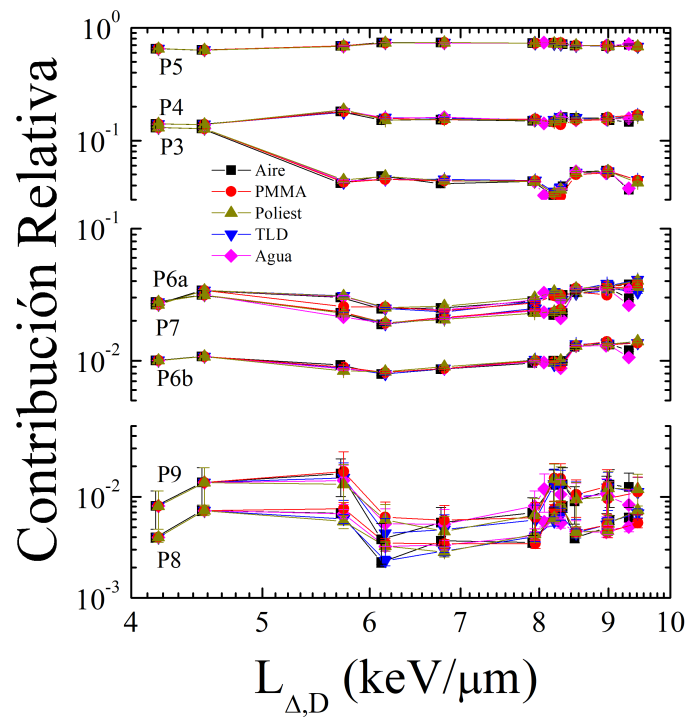 Contribución Relativa
10^0
P5
P4
P3
10^-1
Aire
PMMA
Poliest
TLD
Agua
10^-1
P6a
P7
10^-2
P6b
P9
10^-2
P8
10^-3
4 5 6 7 8 9 10
L_Δ,D (keV/μm)